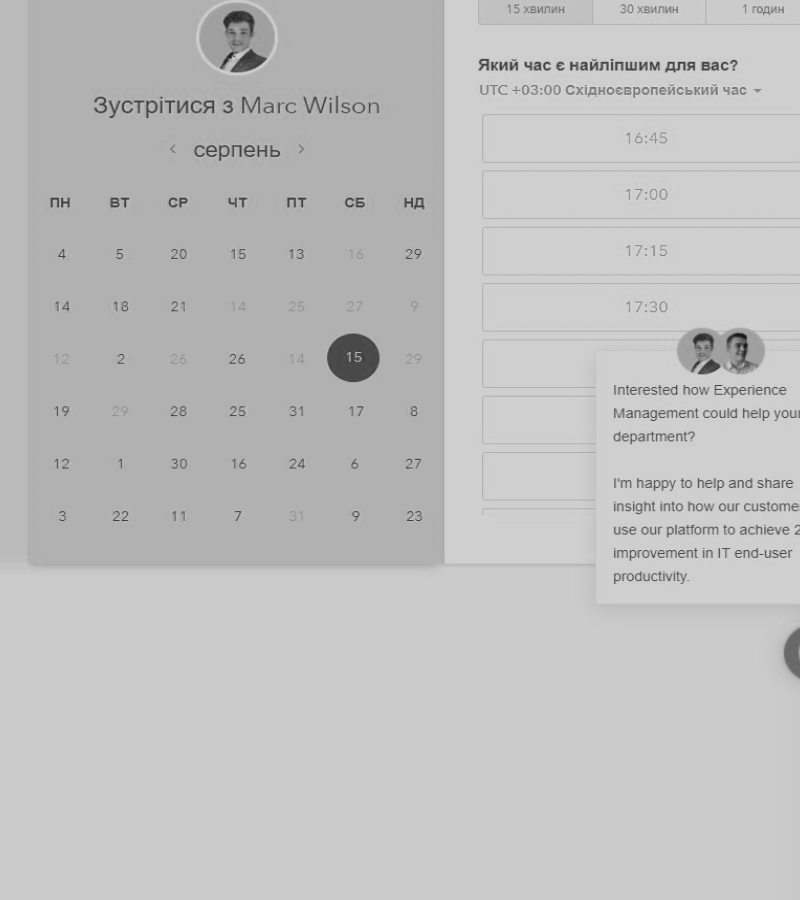 15 хвилин 30 хвилин 1 годин
Зустрітися з Marc Wilson
серпень
ПН ВТ СР ЧТ ПТ СБ НД
4 5 20 15 13 16 29
14 18 21 14 25 27 9
12 2 26 26 14 15 29
19 29 28 25 31 17 8
12 1 30 16 24 6 27
3 22 11 7 31 9 23
Який час є найліпшим для вас?
UTC +03:00 Східноєвропейський час
16:45
17:00
17:15
17:30
Interested how Experience
Management could help your
department?
I'm happy to help and share
insight into how our custome
use our platform to achieve 2
improvement in IT end-user
productivity.